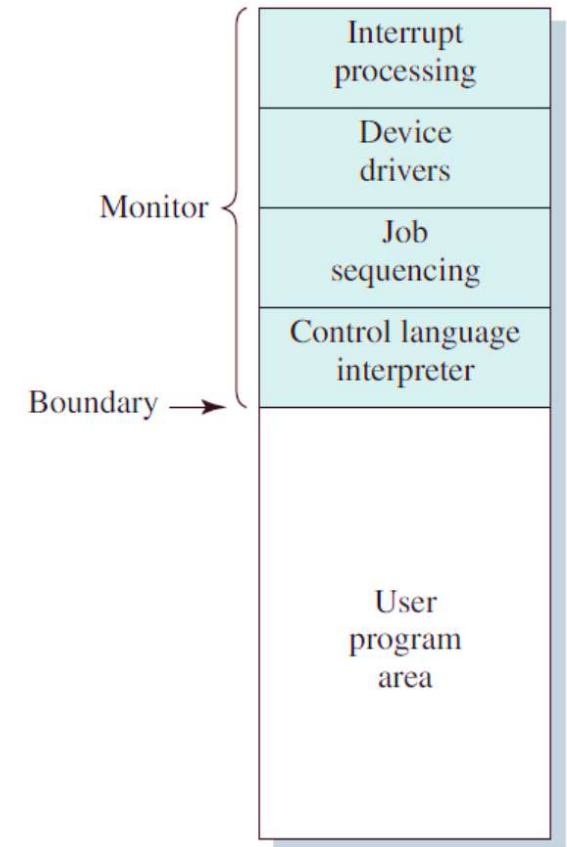 Interrupt
processing
Device
drivers
Monitor
Job
sequencing
Control language
interpreter
Boundary
User
program
area